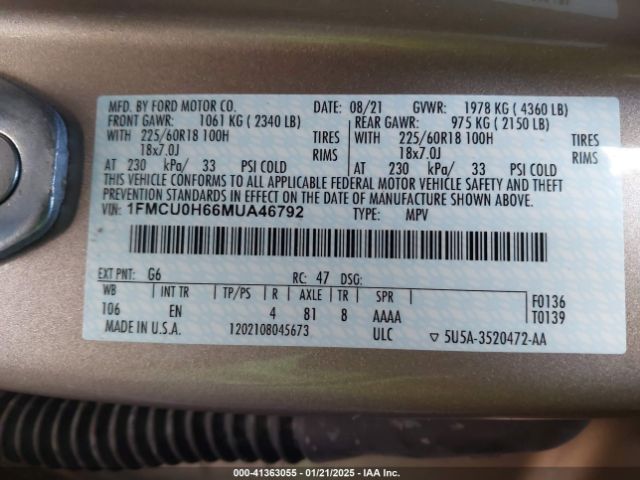 MFD. BY FORD MOTOR CO. DATE: 08/21 GVWR: 1978 KG ( 4360 LB)
FRONT GAWR: 1061 KG ( 2340 LB) REAR GAWR: 975 KG ( 2150 LB)
WITH 225/60R18 100H TIRES WITH 225/60R18 100H TIRES
18x7.0J RIMS 18x7.0J RIMS
AT 230 kPa/ 33 PSI COLD AT 230 kPa/ 33 PSI COLD
THIS VEHICLE CONFORMS TO ALL APPLICABLE FEDERAL MOTOR VEHICLE SAFETY AND THEFT
PREVENTION STANDARDS IN EFFECT ON THE DATE OF MANUFACTURE SHOWN ABOVE.
VIN: 1FMCU0H66MUA46792 TYPE: MPV
EXT PNT: G6 RC: 47 DSO:
WB INT TR TP/PS R AXLE TR SPR F0136
106 EN 4 81 8 AAAA T0139
MADE IN U.S.A. 1202108045673 ULC ▽ 5U5A-3520472-AA
000-41363055 — 01/21/2025 — IAA Inc.